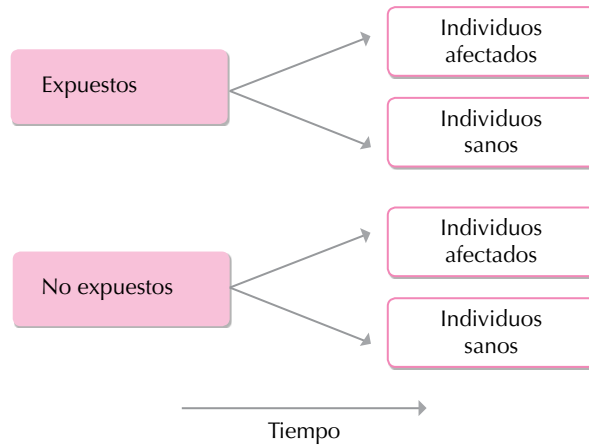 Expuestos
Individuos
afectados
Individuos
sanos
No expuestos
Individuos
afectados
Individuos
sanos
Tiempo